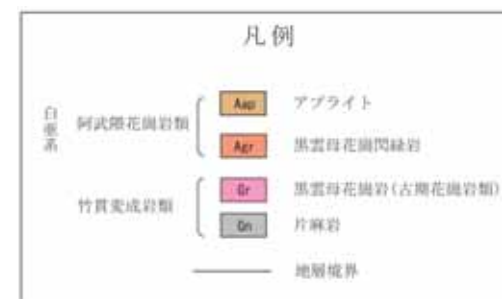 凡例
白亜系
阿武隈花崗岩類
Aap アプライト
Agr 黒雲母花崗閃緑岩
竹貫変成岩類
Gr 黒雲母花崗岩(古期花崗岩類)
Gn 片麻岩
地層境界